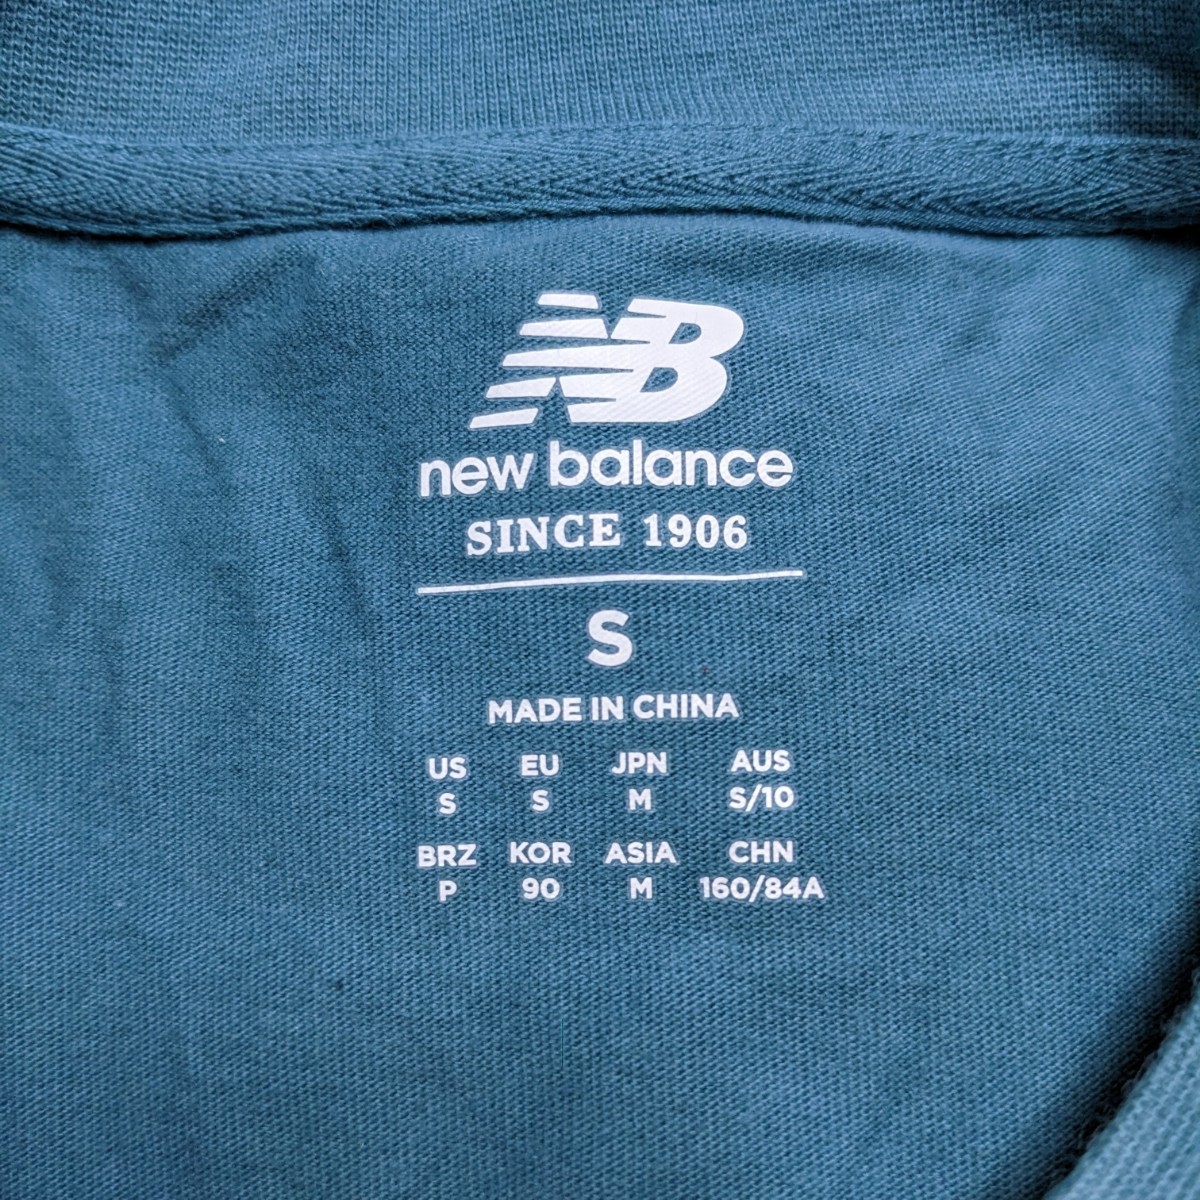 NB
new balance
SINCE 1906
S
MADE IN CHINA
US EU JPN AUS
S S M S/10
BRZ KOR ASIA CHN
P 90 M 160/84A